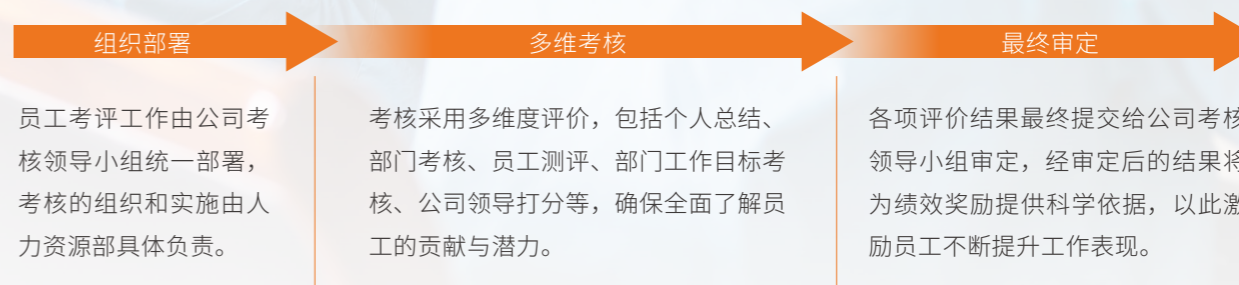 组织部署
多维考核
最终审定
员工考评工作由公司考
核领导小组统一部署，
考核的组织和实施由人
力资源部具体负责。
考核采用多维度评价，包括个人总结、
部门考核、员工测评、部门工作目标考
核、公司领导打分等，确保全面了解员
工的贡献与潜力。
各项评价结果最终提交给公司考核
领导小组审定，经审定后的结果将
为绩效奖励提供科学依据，以此激
励员工不断提升工作表现。